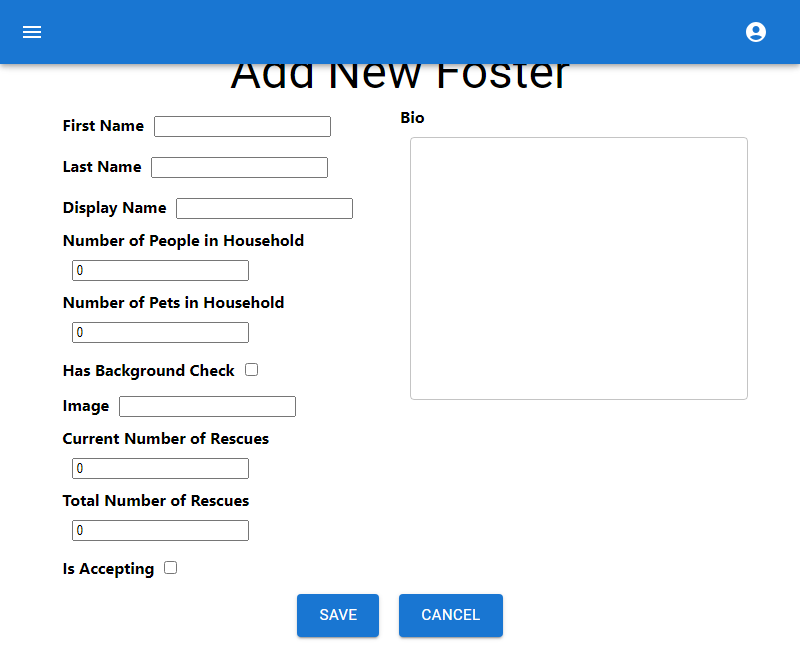 Add New Foster
First Name
Last Name
Display Name
Number of People in Household
0
Number of Pets in Household
0
Has Background Check
Image
Current Number of Rescues
0
Total Number of Rescues
0
Is Accepting
Bio
SAVE
CANCEL